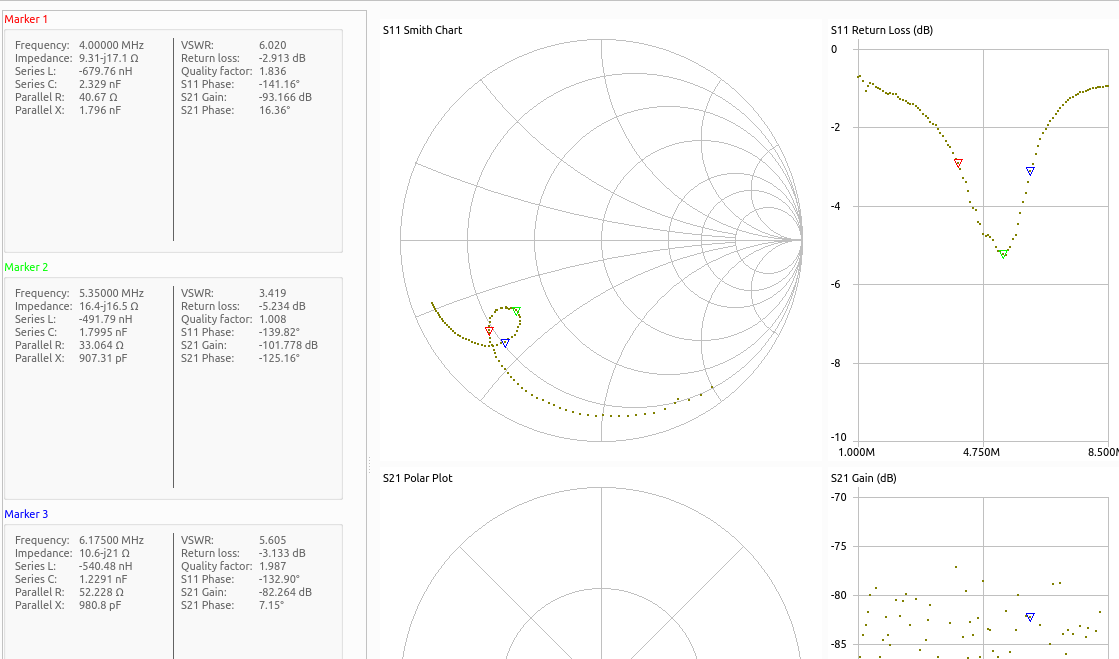 Marker 1
Frequency: 4.00000 MHz
Impedance: 9.31-j17.1 Ω
Series L: -679.76 nH
Series C: 2.329 nF
Parallel R: 40.67 Ω
Parallel X: 1.796 nF
VSWR: 6.020
Return loss: -2.913 dB
Quality factor: 1.836
S11 Phase: -141.16°
S21 Gain: -93.166 dB
S21 Phase: 16.36°
Marker 2
Frequency: 5.35000 MHz
Impedance: 16.4-j16.5 Ω
Series L: -491.79 nH
Series C: 1.7995 nF
Parallel R: 33.064 Ω
Parallel X: 907.31 pF
VSWR: 3.419
Return loss: -5.234 dB
Quality factor: 1.008
S11 Phase: -139.82°
S21 Gain: -101.778 dB
S21 Phase: -125.16°
Marker 3
Frequency: 6.17500 MHz
Impedance: 10.6-j21 Ω
Series L: -540.48 nH
Series C: 1.2291 nF
Parallel R: 52.228 Ω
Parallel X: 980.8 pF
VSWR: 5.605
Return loss: -3.133 dB
Quality factor: 1.987
S11 Phase: -132.90°
S21 Gain: -82.264 dB
S21 Phase: 7.15°
S11 Smith Chart
S11 Return Loss (dB)
0
-2
-4
-6
-8
-10
1.000M 4.750M 8.500M
S21 Polar Plot
S21 Gain (dB)
-70
-75
-80
-85